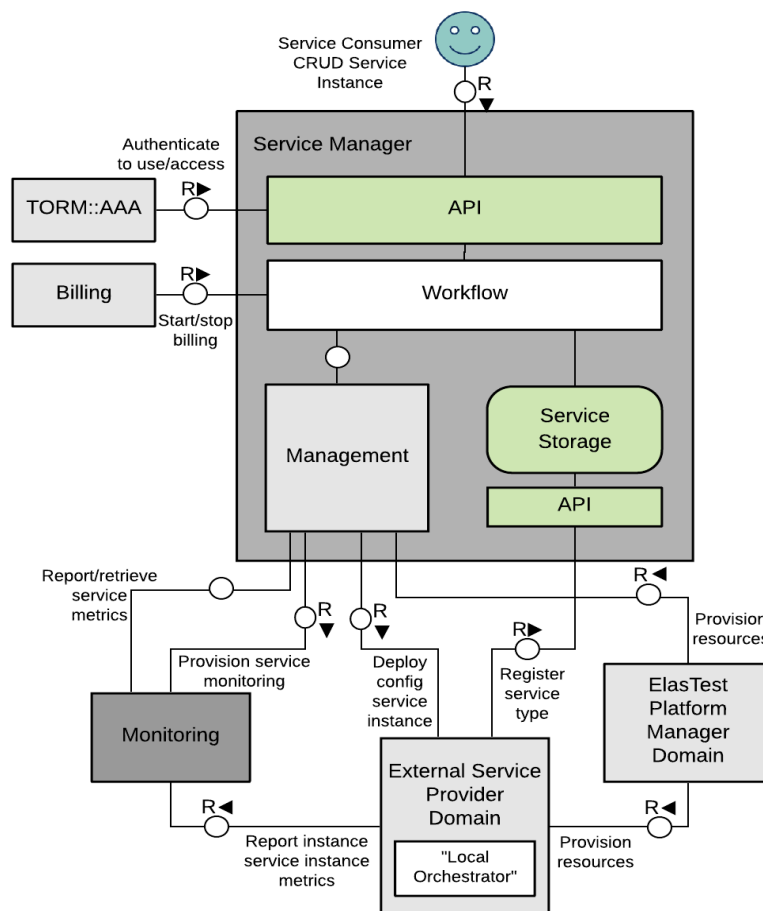 Service Consumer
CRUD Service
Instance
R
Service Manager
Authenticate
to use/access
R
TORM::AAA
API
R
Billing
Workflow
Start/stop
billing
Management
Service
Storage
API
Report/retrieve
service
metrics
R
Provision service
monitoring
R
Deploy
config
service
instance
R
Register
service
type
R
Provision
resources
Monitoring
ElasTest
Platform
Manager
Domain
External Service
Provider
Domain
"Local
Orchestrator"
R
Report instance
service instance
metrics
R
Provision
resources